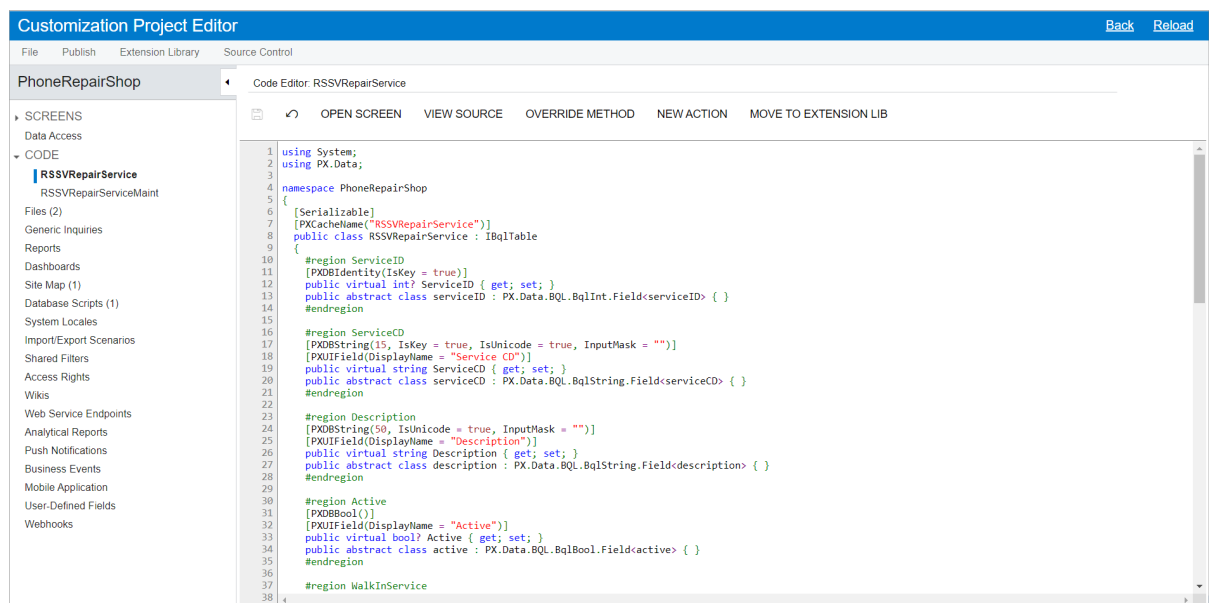 Customization Project Editor
Back Reload
File Publish Extension Library Source Control
PhoneRepairShop
SCREENS
Data Access
CODE
RSSVRepairService
RSSVRepairServiceMaint
Files (2)
Generic Inquiries
Reports
Dashboards
Site Map (1)
Database Scripts (1)
System Locales
Import/Export Scenarios
Shared Filters
Access Rights
Wikis
Web Service Endpoints
Analytical Reports
Push Notifications
Business Events
Mobile Application
User-Defined Fields
Webhooks
Code Editor: RSSVRepairService
OPEN SCREEN VIEW SOURCE OVERRIDE METHOD NEW ACTION MOVE TO EXTENSION LIB
1 using System;
2 using PX.Data;
3
4 namespace PhoneRepairShop
5 {
6 [Serializable]
7 [PXCacheName("RSSVRepairService")]
8 public class RSSVRepairService : IBqlTable
9 {
10 #region ServiceID
11 [PXDBIdentity(IsKey = true)]
12 public virtual int? ServiceID { get; set; }
13 public abstract class serviceID : PX.Data.BQL.BqlInt.Field<serviceID> { }
14 #endregion
15
16 #region ServiceCD
17 [PXDBString(15, IsKey = true, IsUnicode = true, InputMask = "")]
18 [PXUIField(DisplayName = "Service CD")]
19 public virtual string ServiceCD { get; set; }
20 public abstract class serviceCD : PX.Data.BQL.BqlString.Field<serviceCD> { }
21 #endregion
22
23 #region Description
24 [PXDBString(50, IsUnicode = true, InputMask = "")]
25 [PXUIField(DisplayName = "Description")]
26 public virtual string Description { get; set; }
27 public abstract class description : PX.Data.BQL.BqlString.Field<description> { }
28 #endregion
29
30 #region Active
31 [PXDBBool()]
32 [PXUIField(DisplayName = "Active")]
33 public virtual bool? Active { get; set; }
34 public abstract class active : PX.Data.BQL.BqlBool.Field<active> { }
35 #endregion
36
37 #region WalkInService
38